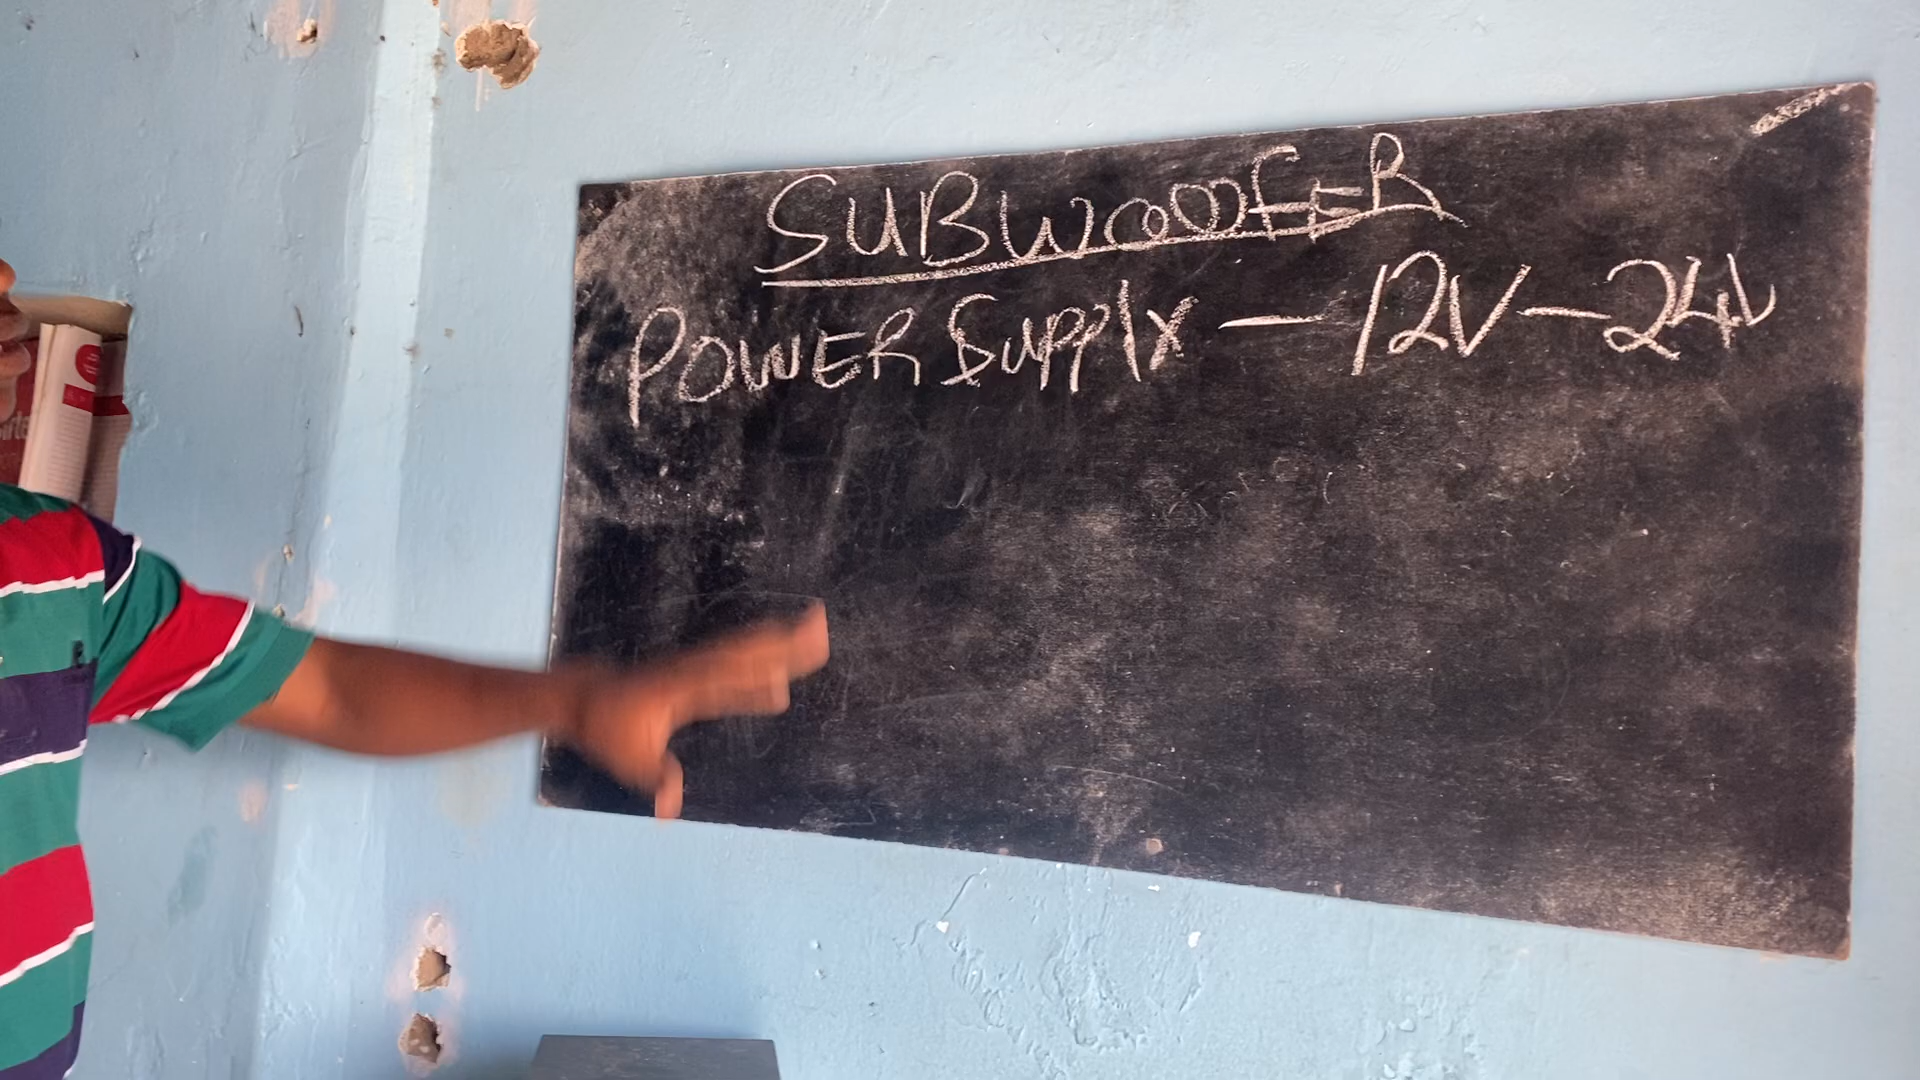 SUBWOOFER
POWER SUPPlY — 12V — 24V